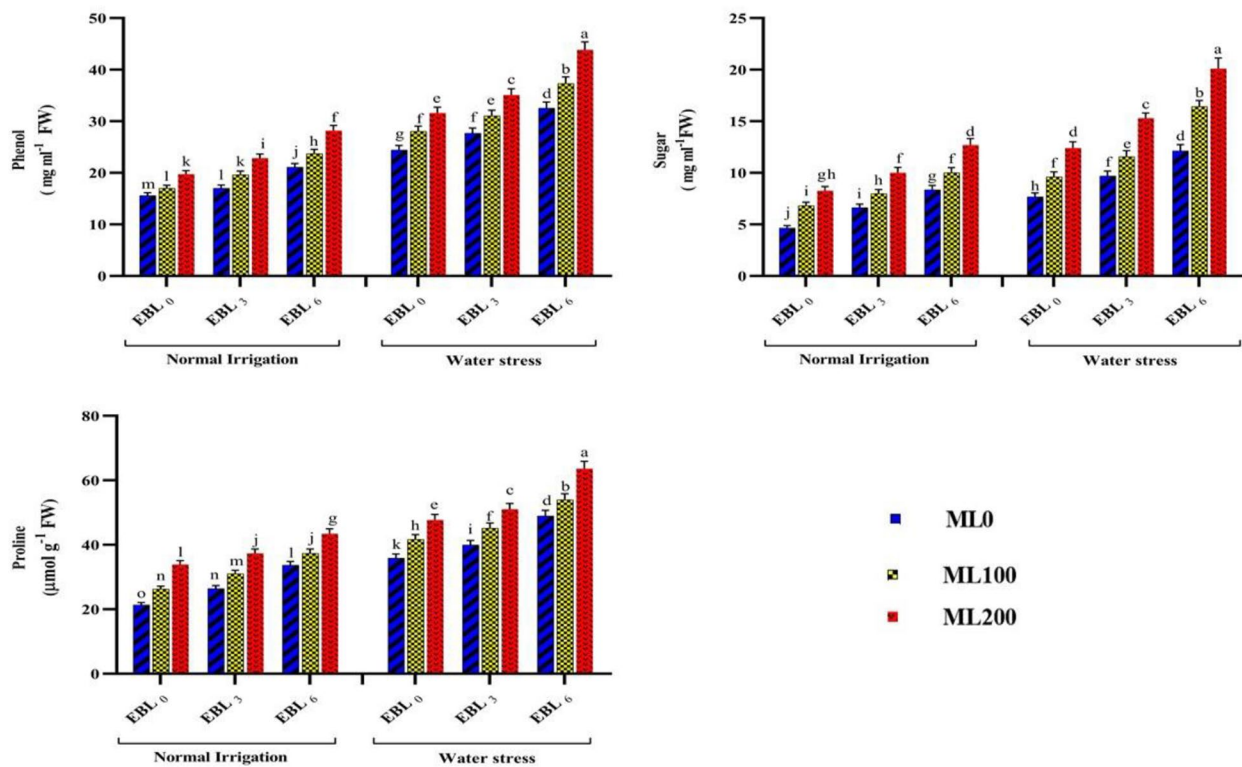 50
40
30
20
10
0
Phenol
( mg ml⁻¹ FW)
m l k
l k i
j h f
g f e
f e c
d b a
EBL 0 EBL 3 EBL 6 EBL 0 EBL 3 EBL 6
Normal Irrigation Water stress
25
20
15
10
5
0
Sugar
( mg ml⁻¹FW)
j i gh
i h f
g f d
h f d
f e c
d b a
EBL 0 EBL 3 EBL 6 EBL 0 EBL 3 EBL 6
Normal Irrigation Water stress
80
60
40
20
0
Proline
(µmol g⁻¹ FW)
o n l
n m j
l j g
k h e
i f c
d b a
EBL 0 EBL 3 EBL 6 EBL 0 EBL 3 EBL 6
Normal Irrigation Water stress
ML0
ML100
ML200